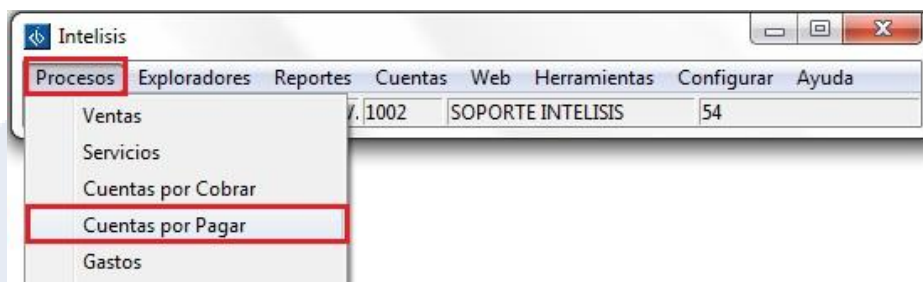 Intelisis
Procesos Exploradores Reportes Cuentas Web Herramientas Configurar Ayuda
V. 1002 SOPORTE INTELISIS 54
Ventas
Servicios
Cuentas por Cobrar
Cuentas por Pagar
Gastos